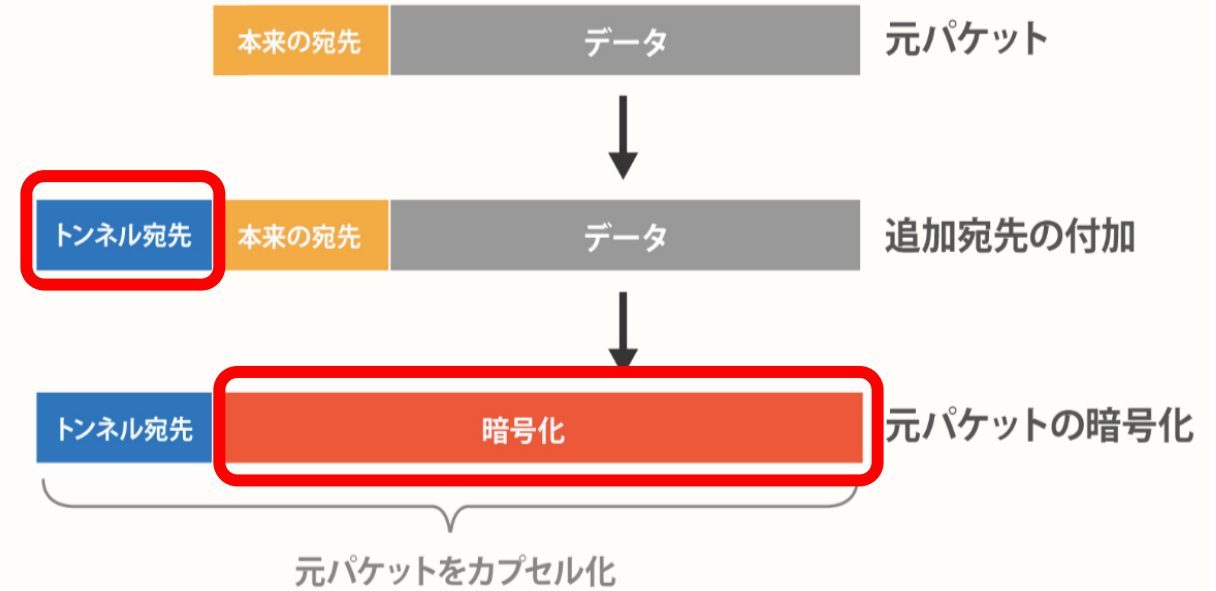 本来の宛先 データ 元パケット
トンネル宛先 本来の宛先 データ 追加宛先の付加
トンネル宛先 暗号化 元パケットの暗号化
元パケットをカプセル化